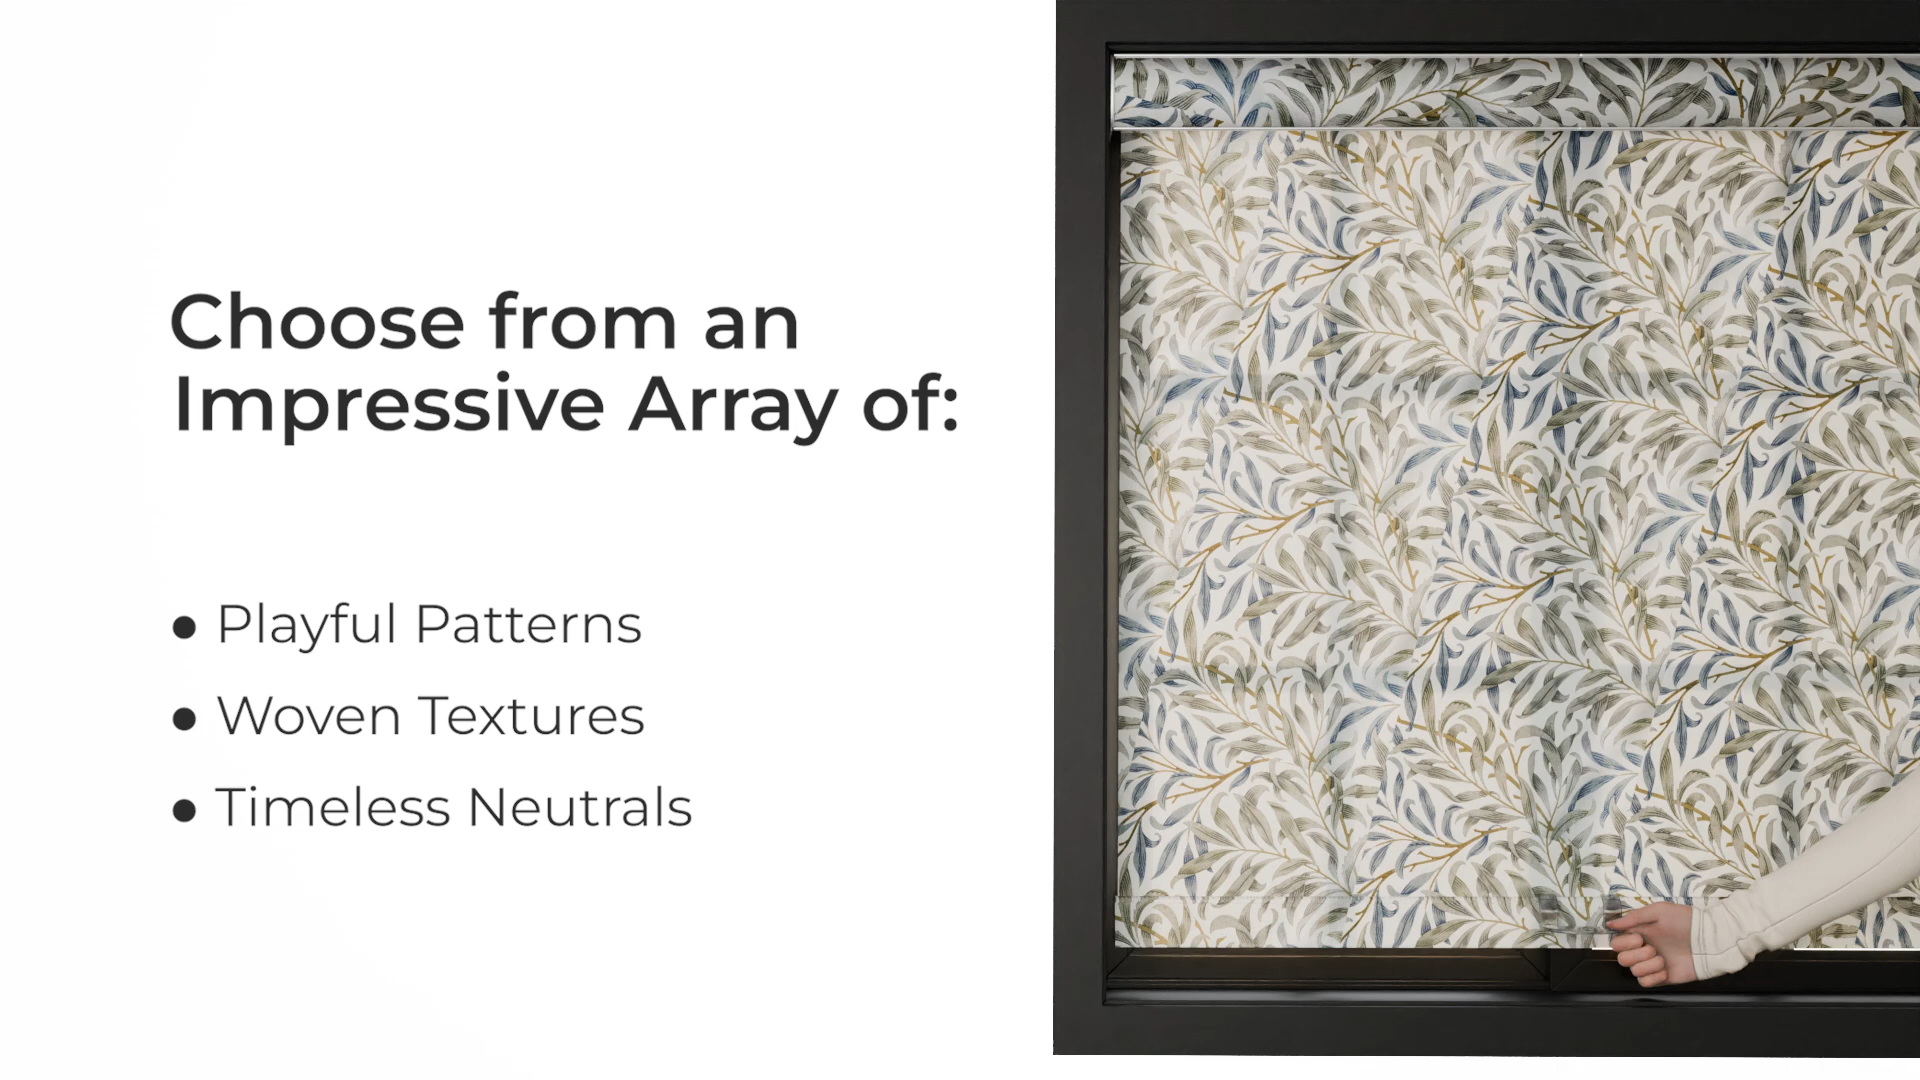 Choose from an
Impressive Array of:
● Playful Patterns
● Woven Textures
● Timeless Neutrals